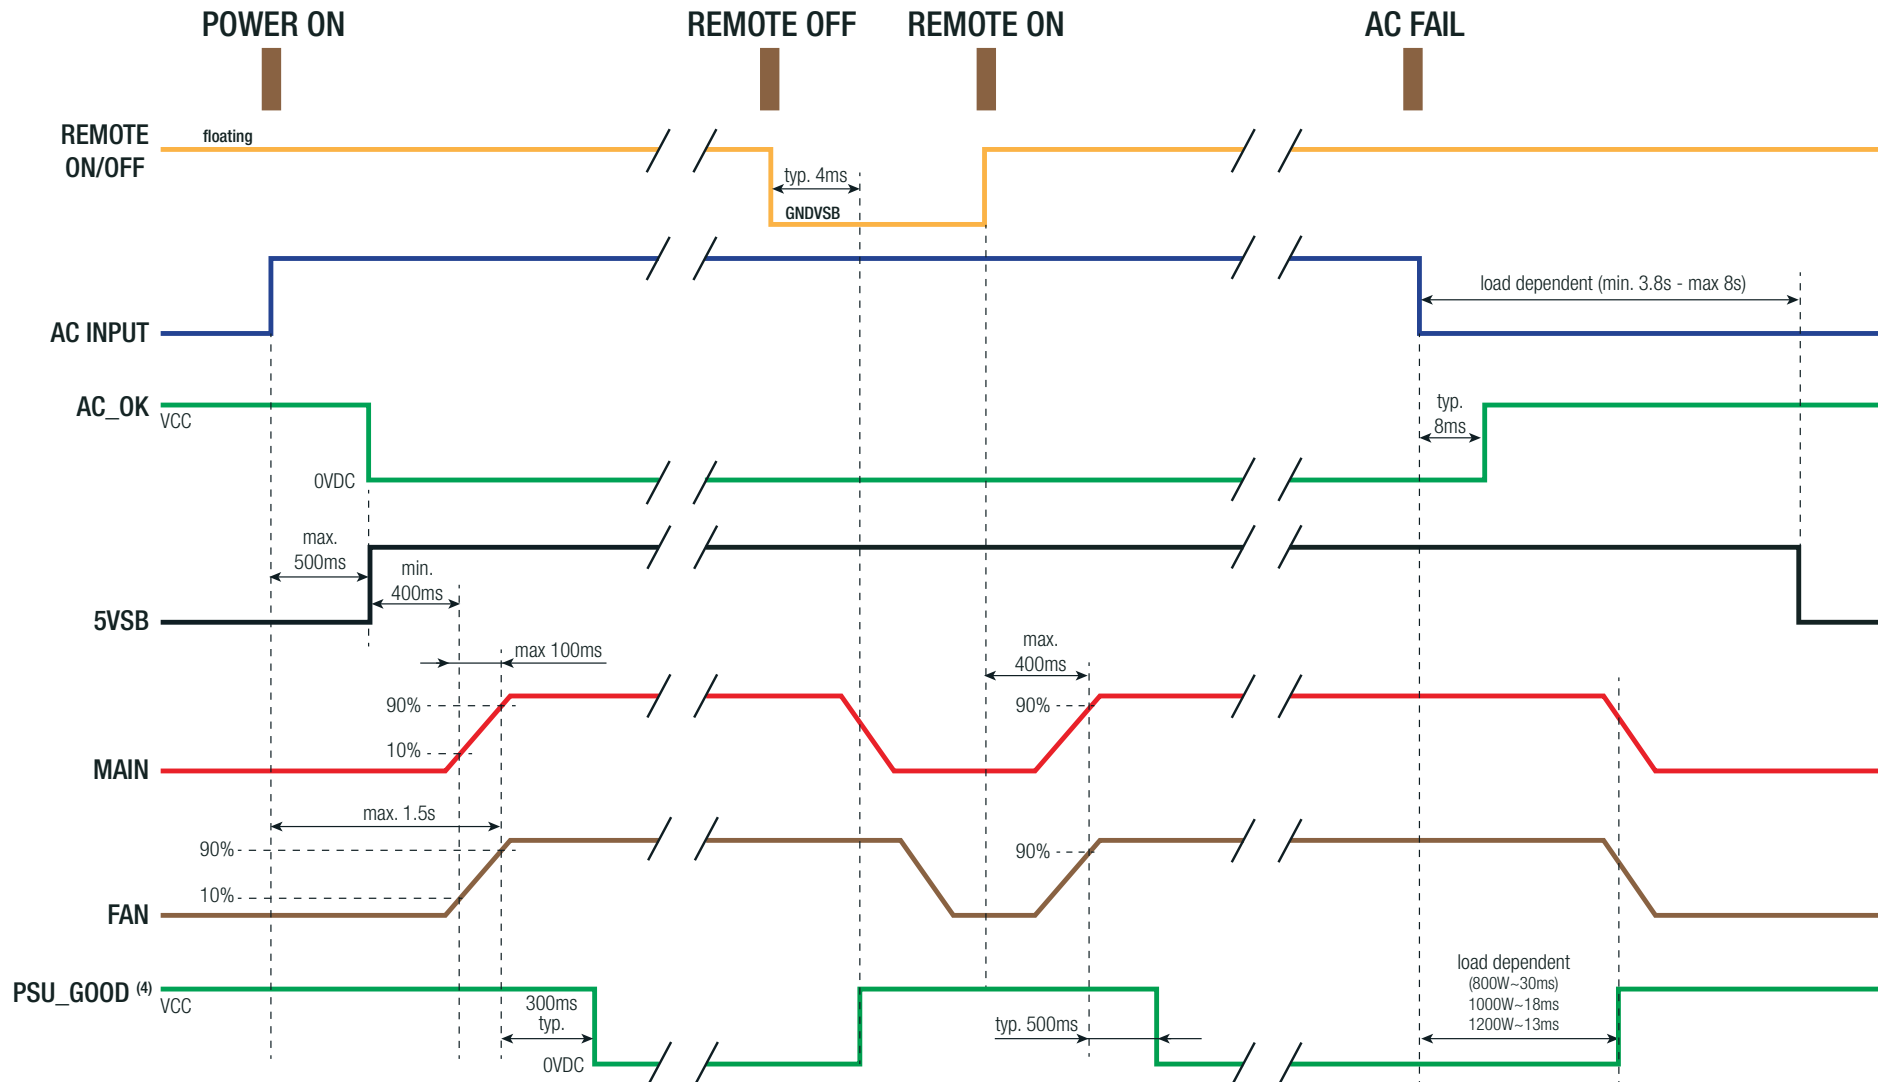 POWER ON
REMOTE OFF
REMOTE ON
AC FAIL
REMOTE
ON/OFF
floating
typ. 4ms
GNDVSB
AC INPUT
load dependent (min. 3.8s - max 8s)
AC_OK
VCC
0VDC
typ.
8ms
5VSB
max.
500ms
min.
400ms
max 100ms
max.
400ms
MAIN
90%
10%
90%
max. 1.5s
FAN
90%
10%
90%
PSU_GOOD (4)
VCC
300ms
typ.
0VDC
typ. 500ms
load dependent
(800W~30ms)
1000W~18ms
1200W~13ms